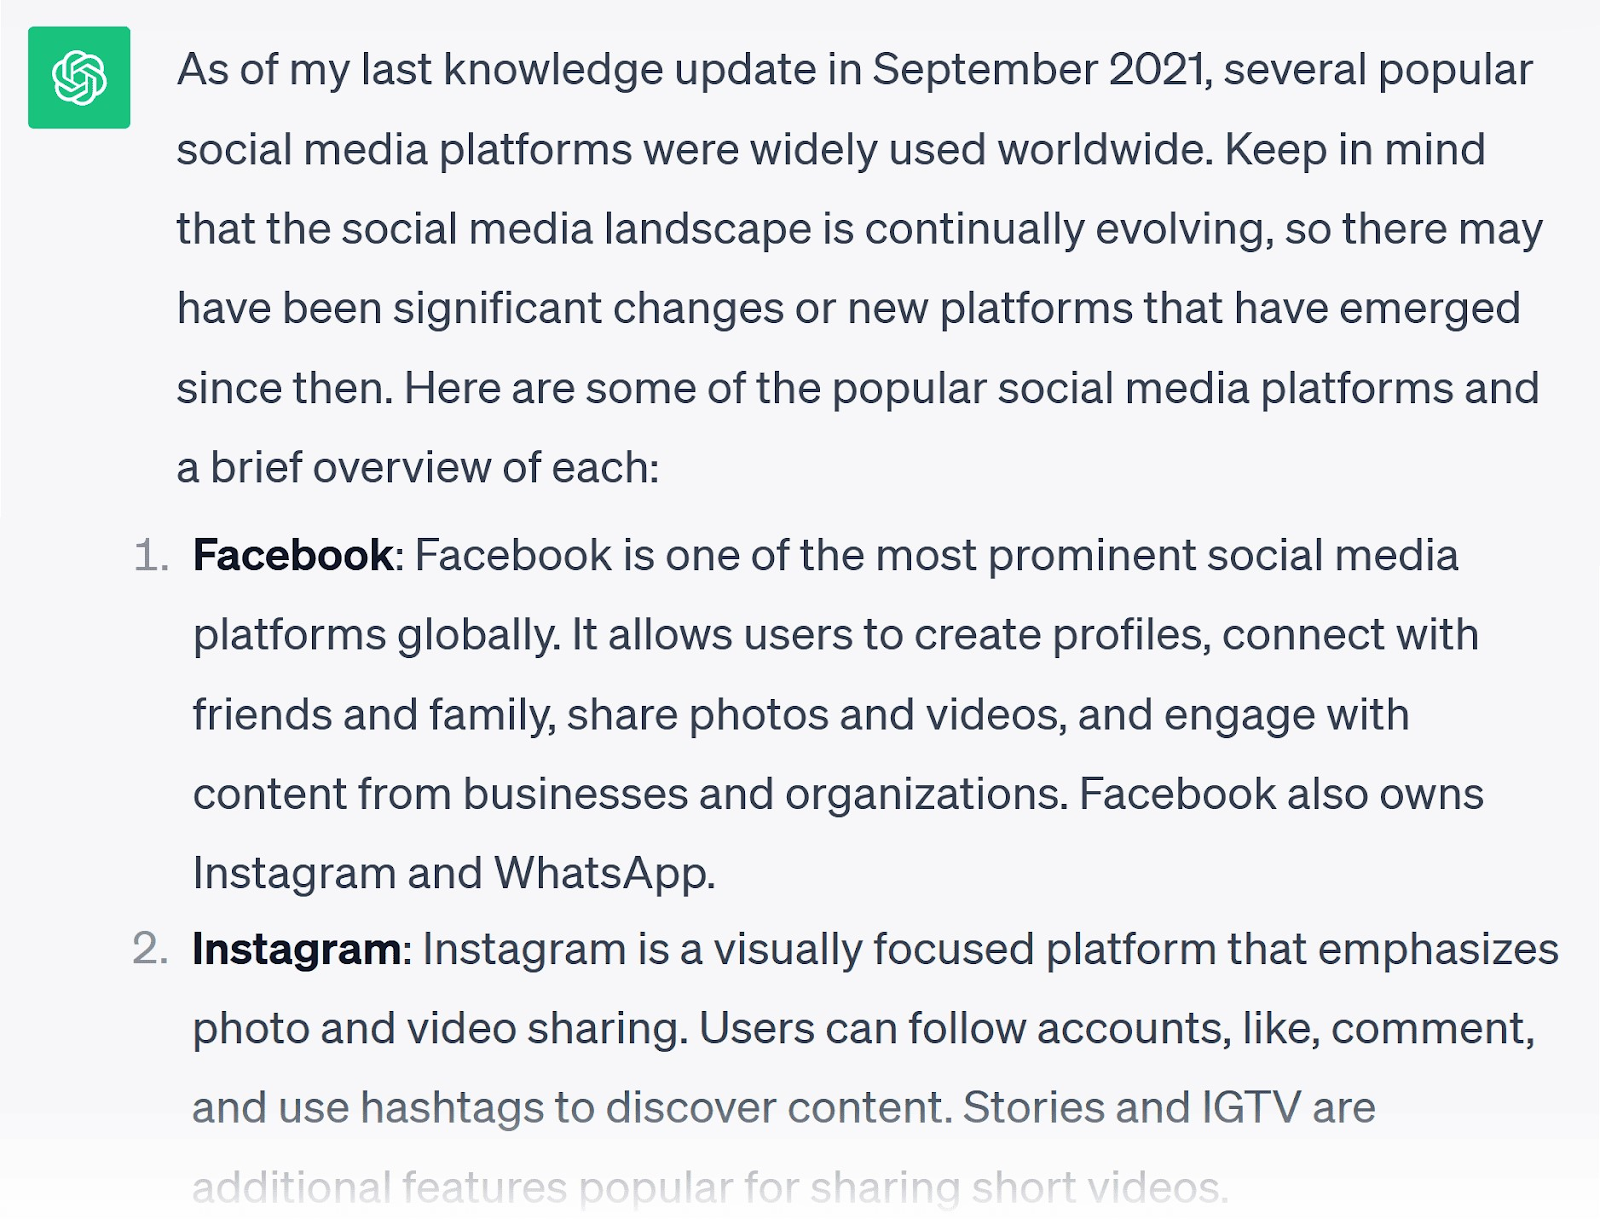 As of my last knowledge update in September 2021, several popular
social media platforms were widely used worldwide. Keep in mind
that the social media landscape is continually evolving, so there may
have been significant changes or new platforms that have emerged
since then. Here are some of the popular social media platforms and
a brief overview of each:
1. Facebook: Facebook is one of the most prominent social media
platforms globally. It allows users to create profiles, connect with
friends and family, share photos and videos, and engage with
content from businesses and organizations. Facebook also owns
Instagram and WhatsApp.
2. Instagram: Instagram is a visually focused platform that emphasizes
photo and video sharing. Users can follow accounts, like, comment,
and use hashtags to discover content. Stories and IGTV are
additional features popular for sharing short videos.